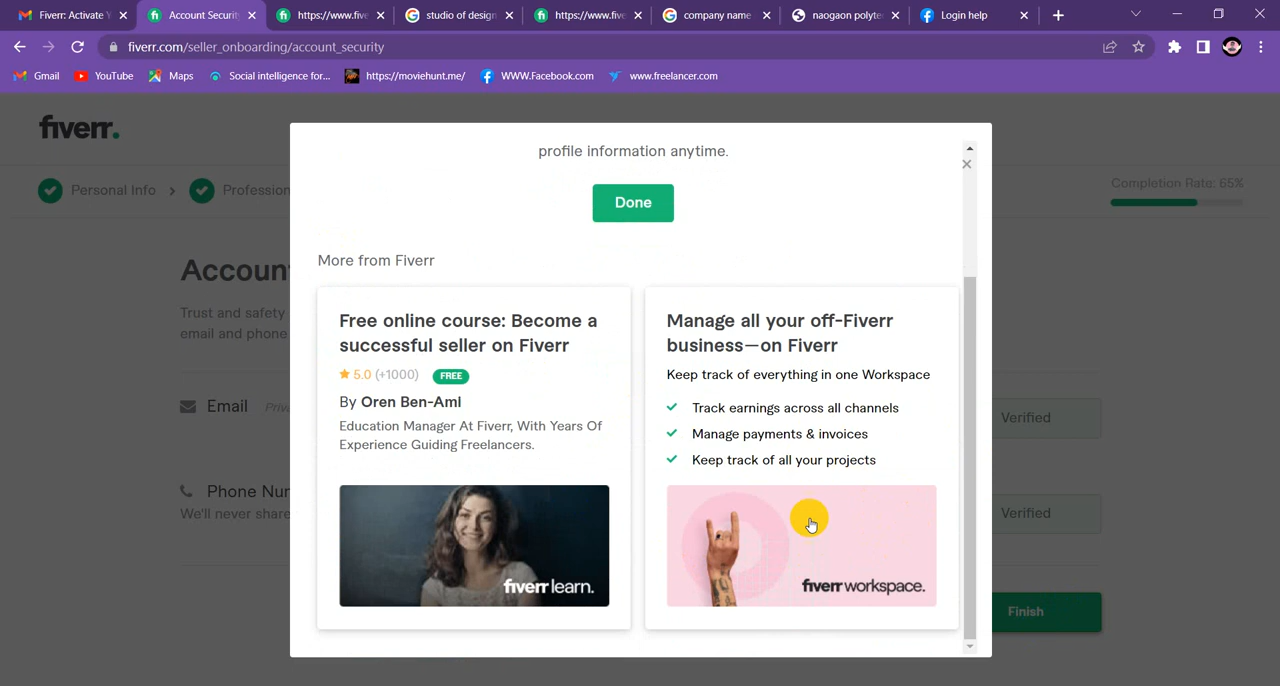 Fiverr: Activate Y
Account Securit
https://www.five
studio of design
https://www.five
company name
naogaon polyte
Login help
fiverr.com/seller_onboarding/account_security
Gmail
YouTube
Maps
Social intelligence for...
https://moviehunt.me/
WWW.Facebook.com
www.freelancer.com
fiverr.
Personal Info
Profession
Completion Rate: 65%
profile information anytime.
Done
More from Fiverr
Account
Trust and safety
email and phone
Email Priv
Verified
Phone Nur
We'll never share
Verified
Finish
Free online course: Become a
successful seller on Fiverr
5.0 (+1000) FREE
By Oren Ben-Ami
Education Manager At Fiverr, With Years Of
Experience Guiding Freelancers.
fiverr learn.
Manage all your off-Fiverr
business—on Fiverr
Keep track of everything in one Workspace
Track earnings across all channels
Manage payments & invoices
Keep track of all your projects
fiverr workspace.